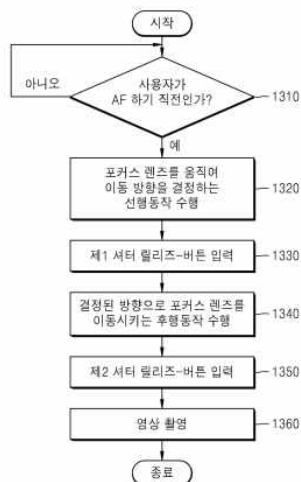 시작
아니오
사용자가
AF 하기 직전인가?
1310
예
포커스 렌즈를 움직여
이동 방향을 결정하는
선행동작 수행
1320
제1 셔터 릴리즈-버튼 입력
1330
결정된 방향으로 포커스 렌즈를
이동시키는 후행동작 수행
1340
제2 셔터 릴리즈-버튼 입력
1350
영상 촬영
1360
종료